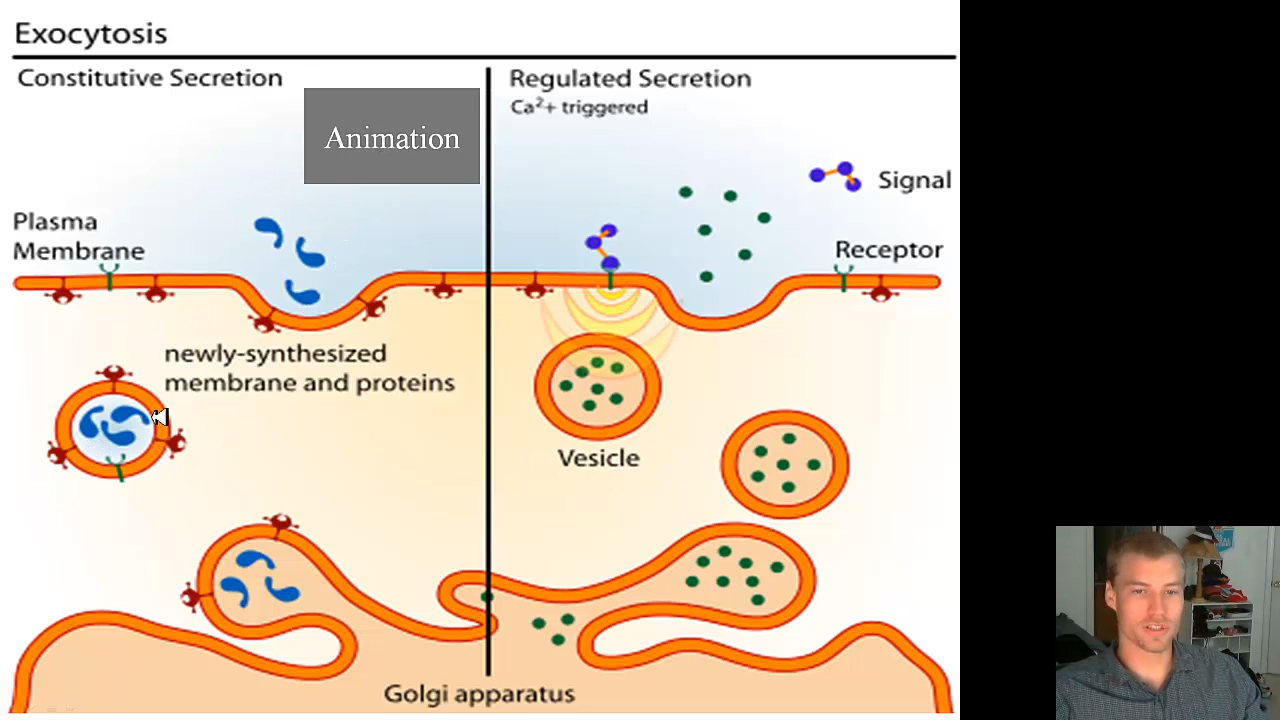 Exocytosis
Constitutive Secretion
Animation
Plasma
Membrane
newly-synthesized
membrane and proteins
Regulated Secretion
Ca²+ triggered
Signal
Receptor
Vesicle
Golgi apparatus